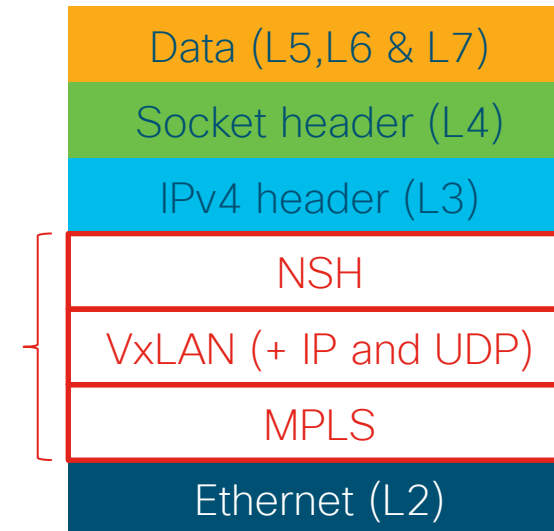 Data (L5,L6 & L7)
Socket header (L4)
IPv4 header (L3)
NSH
VxLAN (+ IP and UDP)
MPLS
Ethernet (L2)